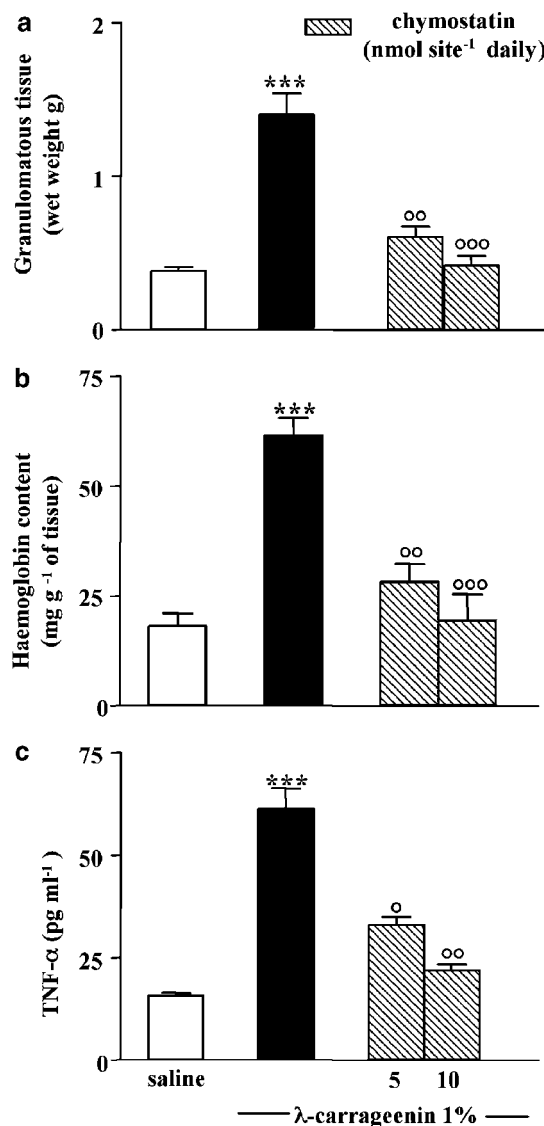 a
chymostatin
(nmol site⁻¹ daily)
Granulomatous tissue
(wet weight g)
2
1
0
***
°°
°°°
b
Haemoglobin content
(mg g ⁻¹ of tissue)
75
50
25
0
***
°°
°°°
c
TNF-α (pg ml⁻¹)
75
50
25
0
***
°
°°
saline
5 10
λ-carrageenin 1%